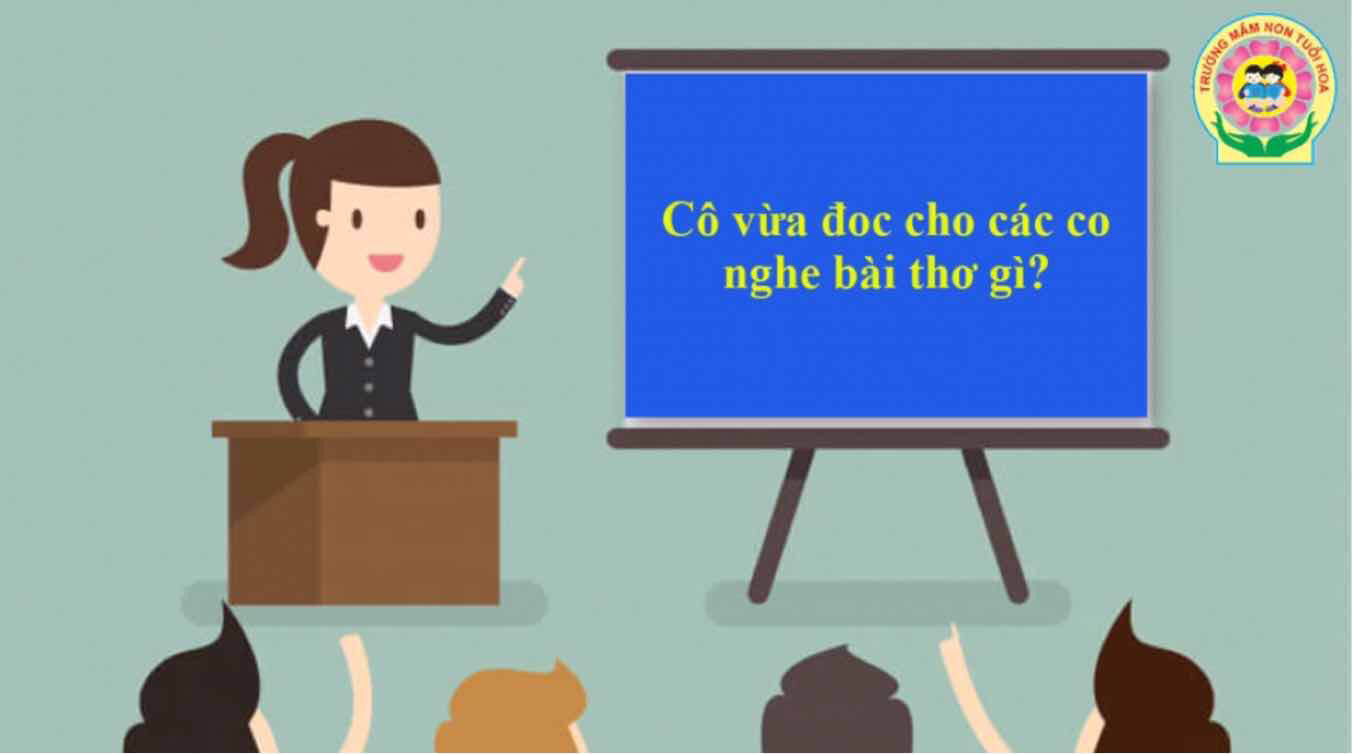 TRƯỜNG MẦM NON TUỔI HOA
Cô vừa đoc cho các co
nghe bài thơ gì?